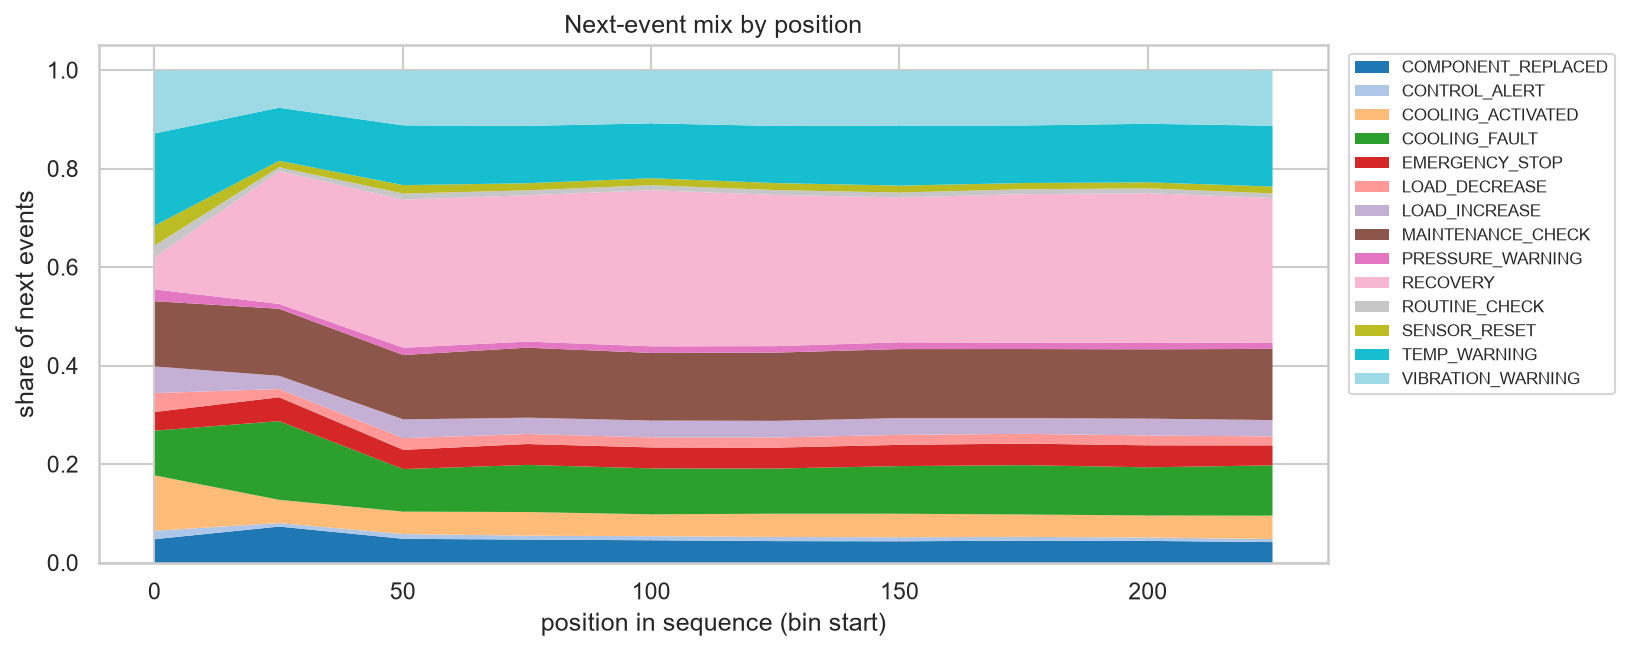 Next-event mix by position
share of next events
1.0
0.8
0.6
0.4
0.2
0.0
0
50
100
150
200
position in sequence (bin start)
COMPONENT_REPLACED
CONTROL_ALERT
COOLING_ACTIVATED
COOLING_FAULT
EMERGENCY_STOP
LOAD_DECREASE
LOAD_INCREASE
MAINTENANCE_CHECK
PRESSURE_WARNING
RECOVERY
ROUTINE_CHECK
SENSOR_RESET
TEMP_WARNING
VIBRATION_WARNING